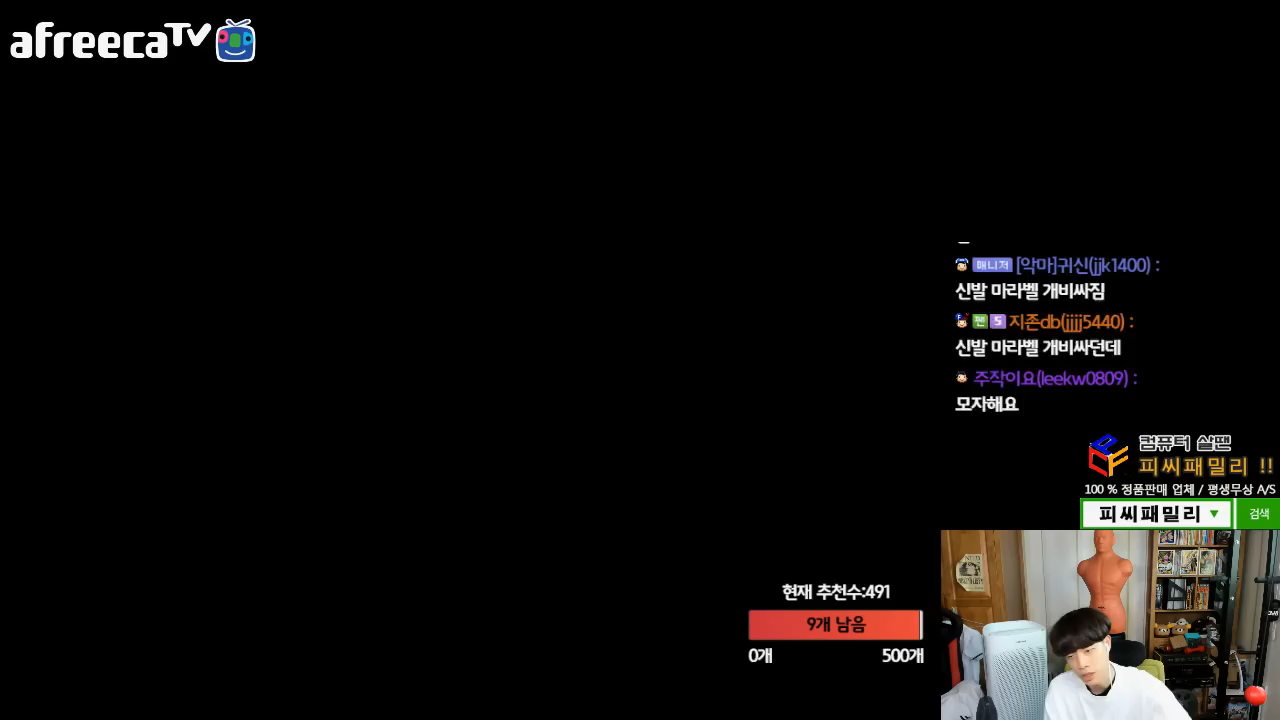 afreecaTV
매니저 [악마]귀신(jjk1400) :
신발 마라벨 개비싸짐
팬 S 지존db(jjjj5440) :
신발 마라벨 개비싸던데
주작이요(leekw0809) :
모자해요
컴퓨터 살땐
피씨패밀리 !!
100 % 정품판매 업체 / 평생무상 A/S
피씨패밀리 ▼ 검색
현재 추천수:491
9개 남음
0개 500개